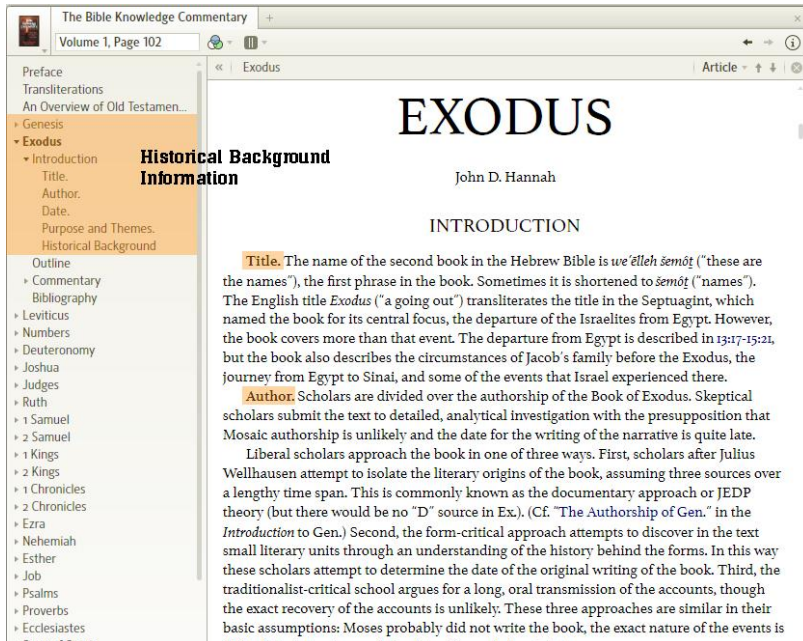 The Bible Knowledge Commentary
Volume 1, Page 102
Preface
Transliterations
An Overview of Old Testamen...
Genesis
Exodus
Introduction
Title.
Author.
Date.
Purpose and Themes.
Historical Background
Outline
Commentary
Bibliography
Leviticus
Numbers
Deuteronomy
Joshua
Judges
Ruth
1 Samuel
2 Samuel
1 Kings
2 Kings
1 Chronicles
2 Chronicles
Ezra
Nehemiah
Esther
Job
Psalms
Proverbs
Ecclesiastes
Historical Background
Information
Exodus
Article
EXODUS
John D. Hannah
INTRODUCTION
Title. The name of the second book in the Hebrew Bible is we’ēlleh šemôṯ ("these are
the names"), the first phrase in the book. Sometimes it is shortened to šemôṯ ("names").
The English title Exodus ("a going out") transliterates the title in the Septuagint, which
named the book for its central focus, the departure of the Israelites from Egypt. However,
the book covers more than that event. The departure from Egypt is described in 13:17-15:21,
but the book also describes the circumstances of Jacob's family before the Exodus, the
journey from Egypt to Sinai, and some of the events that Israel experienced there.
Author. Scholars are divided over the authorship of the Book of Exodus. Skeptical
scholars submit the text to detailed, analytical investigation with the presupposition that
Mosaic authorship is unlikely and the date for the writing of the narrative is quite late.
Liberal scholars approach the book in one of three ways. First, scholars after Julius
Wellhausen attempt to isolate the literary origins of the book, assuming three sources over
a lengthy time span. This is commonly known as the documentary approach or JEDP
theory (but there would be no "D" source in Ex.). (Cf. "The Authorship of Gen." in the
Introduction to Gen.) Second, the form-critical approach attempts to discover in the text
small literary units through an understanding of the history behind the forms. In this way
these scholars attempt to determine the date of the original writing of the book. Third, the
traditionalist-critical school argues for a long, oral transmission of the accounts, though
the exact recovery of the accounts is unlikely. These three approaches are similar in their
basic assumptions: Moses probably did not write the book, the exact nature of the events is